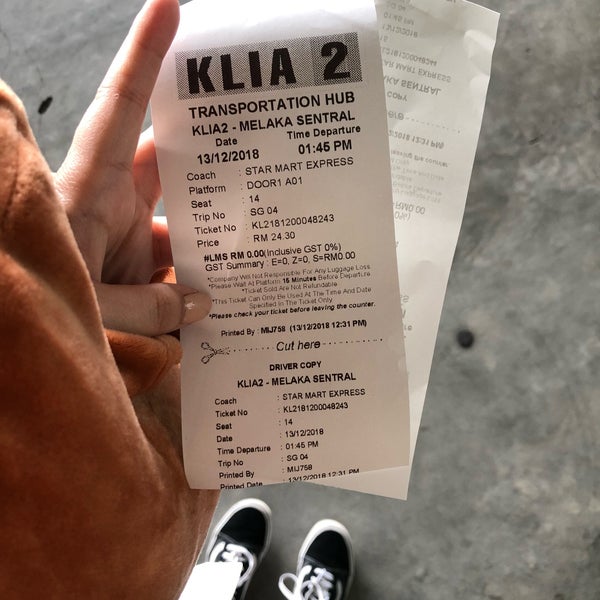 KLIA 2
TRANSPORTATION HUB
KLIA2 - MELAKA SENTRAL
Date Time Departure
13/12/2018 01:45 PM
Coach : STAR MART EXPRESS
Platform : DOOR1 A01
Seat : 14
Trip No : SG 04
Ticket No : KL2181200048243
Price : RM 24.30
#LMS RM 0.00(Inclusive GST 0%)
GST Summary : E=0, Z=0, S=RM0.00
*Company Will Not Responsible For Any Luggage Loss
*Please Wait At Platform 15 Minutes Before Departure
*Ticket Sold Are Not Refundable
*This Ticket Can Only Be Used At The Time And Date
Specified In The Ticket Only.
*Please check your ticket before leaving the counter.
Printed By : MIJ758 (13/12/2018 12:31 PM)
Cut here
DRIVER COPY
KLIA2 - MELAKA SENTRAL
Coach : STAR MART EXPRESS
Ticket No : KL2181200048243
Seat : 14
Date : 13/12/2018
Time Departure : 01:45 PM
Trip No : SG 04
Printed By : MIJ758
Printed Date : 13/12/2018 12:31 PM